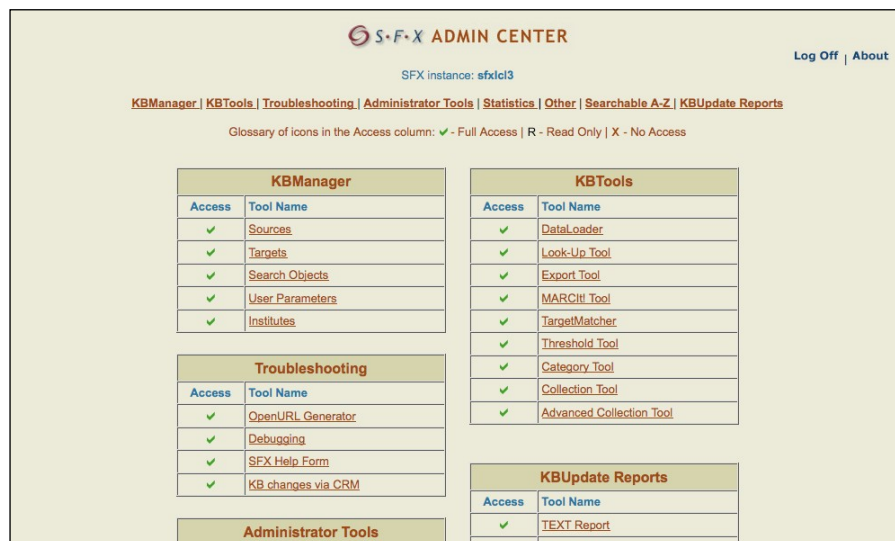 S·F·X ADMIN CENTER
Log Off | About
SFX instance: sfxlcl3
KBManager | KBTools | Troubleshooting | Administrator Tools | Statistics | Other | Searchable A-Z | KBUpdate Reports
Glossary of icons in the Access column: ✔ - Full Access | R - Read Only | X - No Access
KBManager
Access Tool Name
✔ Sources
✔ Targets
✔ Search Objects
✔ User Parameters
✔ Institutes
Troubleshooting
Access Tool Name
✔ OpenURL Generator
✔ Debugging
✔ SFX Help Form
✔ KB changes via CRM
Administrator Tools
KBTools
Access Tool Name
✔ DataLoader
✔ Look-Up Tool
✔ Export Tool
✔ MARCIt! Tool
✔ TargetMatcher
✔ Threshold Tool
✔ Category Tool
✔ Collection Tool
✔ Advanced Collection Tool
KBUpdate Reports
Access Tool Name
✔ TEXT Report